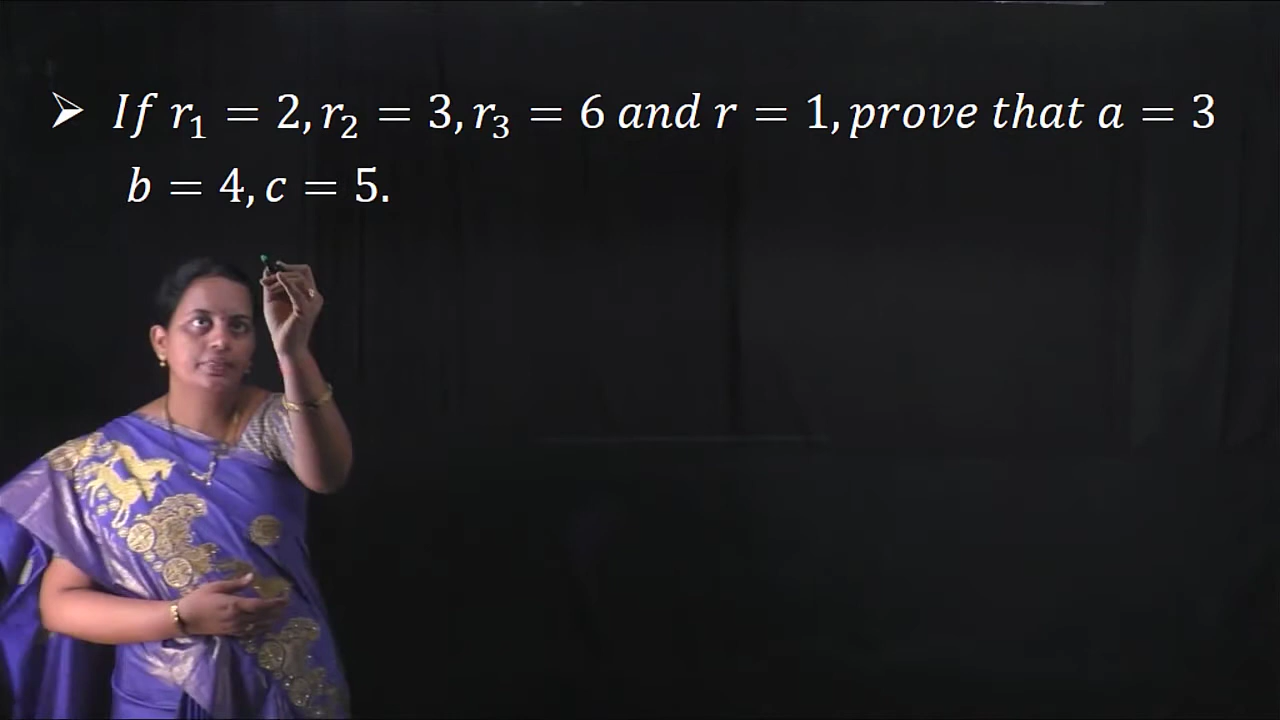 ➢ If r₁ = 2, r₂ = 3, r₃ = 6 and r = 1, prove that a = 3
b = 4, c = 5.